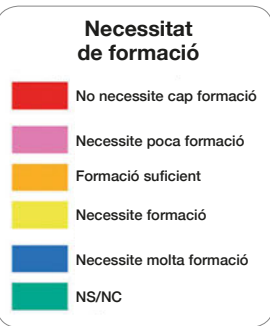 Necessitat
de formació
No necessite cap formació
Necessite poca formació
Formació suficient
Necessite formació
Necessite molta formació
NS/NC